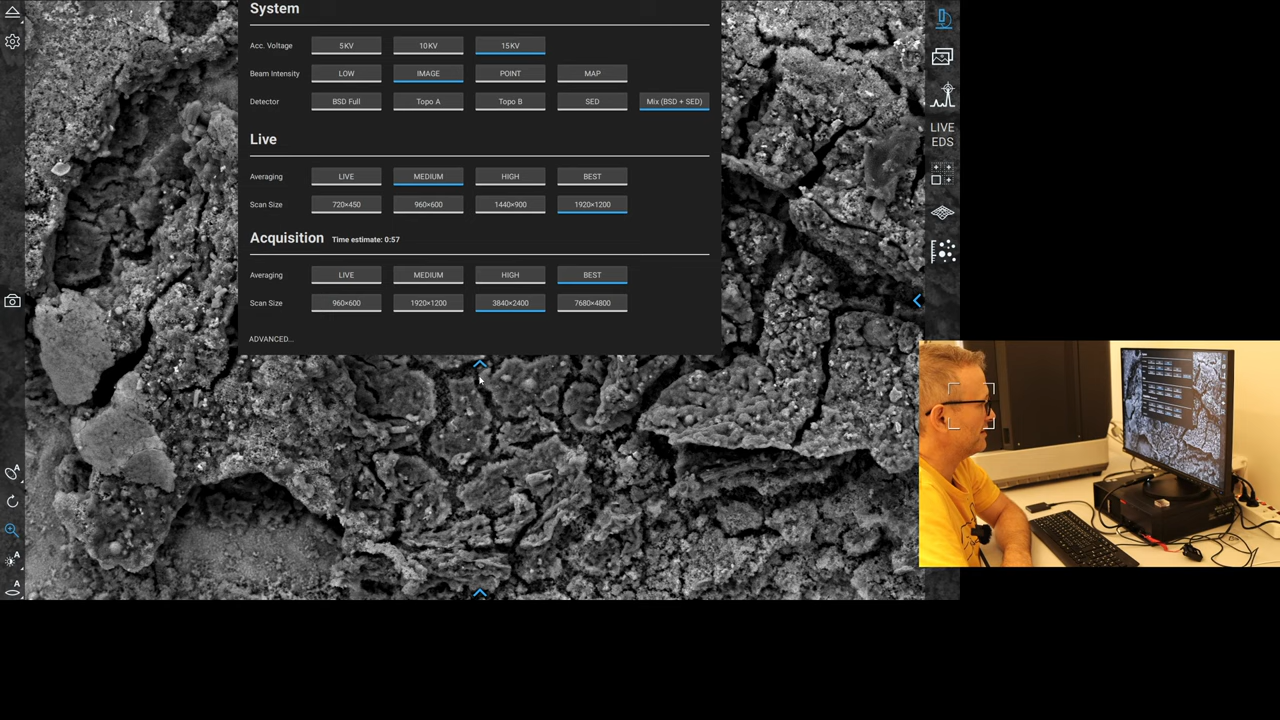 System
Acc. Voltage 5KV 10KV 15KV
Beam Intensity LOW IMAGE POINT MAP
Detector BSD Full Topo A Topo B SED Mix (BSD + SED)
Live
Averaging LIVE MEDIUM HIGH BEST
Scan Size 720×450 960×600 1440×900 1920×1200
Acquisition Time estimate: 0:57
Averaging LIVE MEDIUM HIGH BEST
Scan Size 960×600 1920×1200 3840×2400 7680×4800
ADVANCED...
LIVE
EDS
A
A
A